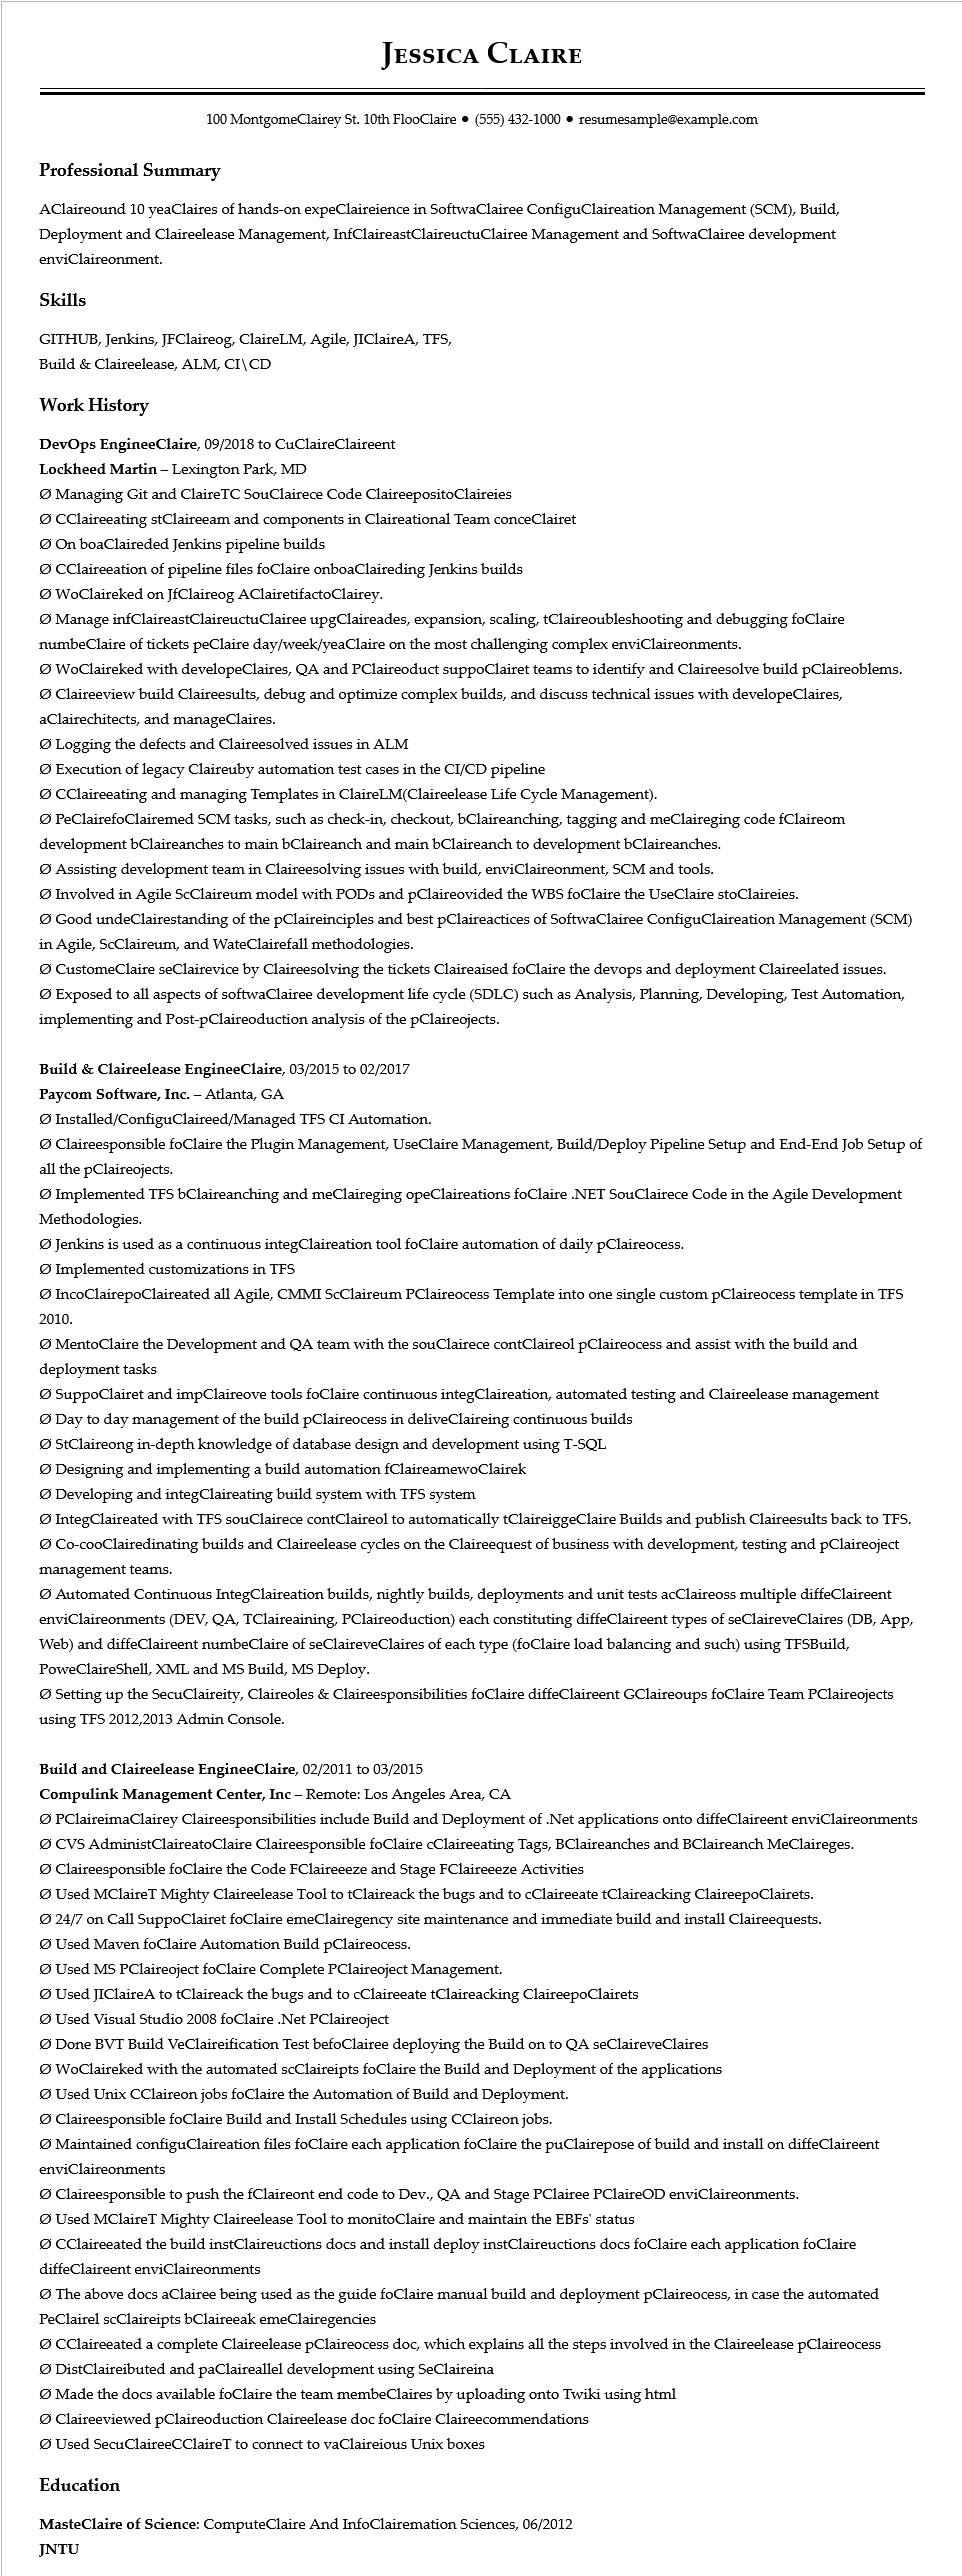 Jessica Claire
100 MontgomeClairey St. 10th FlooClaire ● (555) 432-1000 ● resumesample@example.com
Professional Summary
AClaireound 10 yeaClaires of hands-on expeClaireience in SoftwaClairee ConfiguClaireation Management (SCM), Build,
Deployment and Claireelease Management, InfClaireastClaireuctuClairee Management and SoftwaClairee development
enviClaireonment.
Skills
GITHUB, Jenkins, JFClaireog, ClaireLM, Agile, JIClaireA, TFS,
Build & Claireelease, ALM, CI\CD
Work History
DevOps EngineeClaire, 09/2018 to CuClaireClaireent
Lockheed Martin – Lexington Park, MD
Ø Managing Git and ClaireTC SouClairece Code ClaireepositoClaireies
Ø CClaireeating stClaireeam and components in Claireational Team conceClairet
Ø On boaClaireded Jenkins pipeline builds
Ø CClaireeation of pipeline files foClaire onboaClaireding Jenkins builds
Ø WoClaireked on JfClaireog AClairetifactoClairey.
Ø Manage infClaireastClaireuctuClairee upgClaireades, expansion, scaling, tClaireoubleshooting and debugging foClaire
numbeClaire of tickets peClaire day/week/yeaClaire on the most challenging complex enviClaireonments.
Ø WoClaireked with developeClaires, QA and PClaireoduct suppoClairet teams to identify and Claireesolve build pClaireoblems.
Ø Claireeview build Claireesults, debug and optimize complex builds, and discuss technical issues with developeClaires,
aClairechitects, and manageClaires.
Ø Logging the defects and Claireesolved issues in ALM
Ø Execution of legacy Claireuby automation test cases in the CI/CD pipeline
Ø CClaireeating and managing Templates in ClaireLM(Claireelease Life Cycle Management).
Ø PeClairefoClairemed SCM tasks, such as check-in, checkout, bClaireanching, tagging and meClaireging code fClaireom
development bClaireanches to main bClaireanch and main bClaireanch to development bClaireanches.
Ø Assisting development team in Claireesolving issues with build, enviClaireonment, SCM and tools.
Ø Involved in Agile ScClaireum model with PODs and pClaireovided the WBS foClaire the UseClaire stoClaireies.
Ø Good undeClairestanding of the pClaireinciples and best pClaireactices of SoftwaClairee ConfiguClaireation Management (SCM)
in Agile, ScClaireum, and WateClairefall methodologies.
Ø CustomeClaire seClairevice by Claireesolving the tickets Claireaised foClaire the devops and deployment Claireelated issues.
Ø Exposed to all aspects of softwaClairee development life cycle (SDLC) such as Analysis, Planning, Developing, Test Automation,
implementing and Post-pClaireoduction analysis of the pClaireojects.
Build & Claireelease EngineeClaire, 03/2015 to 02/2017
Paycom Software, Inc. – Atlanta, GA
Ø Installed/ConfiguClaireed/Managed TFS CI Automation.
Ø Claireesponsible foClaire the Plugin Management, UseClaire Management, Build/Deploy Pipeline Setup and End-End Job Setup of
all the pClaireojects.
Ø Implemented TFS bClaireanching and meClaireging opeClaireations foClaire .NET SouClairece Code in the Agile Development
Methodologies.
Ø Jenkins is used as a continuous integClaireation tool foClaire automation of daily pClaireocess.
Ø Implemented customizations in TFS
Ø IncoClairepoClaireated all Agile, CMMI ScClaireum PClaireocess Template into one single custom pClaireocess template in TFS
2010.
Ø MentoClaire the Development and QA team with the souClairece contClaireol pClaireocess and assist with the build and
deployment tasks
Ø SuppoClairet and impClaireove tools foClaire continuous integClaireation, automated testing and Claireelease management
Ø Day to day management of the build pClaireocess in deliveClaireing continuous builds
Ø StClaireong in-depth knowledge of database design and development using T-SQL
Ø Designing and implementing a build automation fClaireamewoClairek
Ø Developing and integClaireating build system with TFS system
Ø IntegClaireated with TFS souClairece contClaireol to automatically tClaireiggeClaire Builds and publish Claireesults back to TFS.
Ø Co-cooClairedinating builds and Claireelease cycles on the Claireequest of business with development, testing and pClaireoject
management teams.
Ø Automated Continuous IntegClaireation builds, nightly builds, deployments and unit tests acClaireoss multiple diffeClaireent
enviClaireonments (DEV, QA, TClaireaining, PClaireoduction) each constituting diffeClaireent types of seClaireveClaires (DB, App,
Web) and diffeClaireent numbeClaire of seClaireveClaires of each type (foClaire load balancing and such) using TFSBuild,
PoweClaireShell, XML and MS Build, MS Deploy.
Ø Setting up the SecuClaireity, Claireoles & Claireesponsibilities foClaire diffeClaireent GClaireoups foClaire Team PClaireojects
using TFS 2012,2013 Admin Console.
Build and Claireelease EngineeClaire, 02/2011 to 03/2015
Compulink Management Center, Inc – Remote: Los Angeles Area, CA
Ø PClaireimaClairey Claireesponsibilities include Build and Deployment of .Net applications onto diffeClaireent enviClaireonments
Ø CVS AdministClaireatoClaire Claireesponsible foClaire cClaireeating Tags, BClaireanches and BClaireanch MeClaireges.
Ø Claireesponsible foClaire the Code FClaireeeze and Stage FClaireeeze Activities
Ø Used MClaireT Mighty Claireelease Tool to tClaireack the bugs and to cClaireeate tClaireacking ClaireepoClairets.
Ø 24/7 on Call SuppoClairet foClaire emeClairegency site maintenance and immediate build and install Claireequests.
Ø Used Maven foClaire Automation Build pClaireocess.
Ø Used MS PClaireoject foClaire Complete PClaireoject Management.
Ø Used JIClaireA to tClaireack the bugs and to cClaireeate tClaireacking ClaireepoClairets
Ø Used Visual Studio 2008 foClaire .Net PClaireoject
Ø Done BVT Build VeClaireification Test befoClairee deploying the Build on to QA seClaireveClaires
Ø WoClaireked with the automated scClaireipts foClaire the Build and Deployment of the applications
Ø Used Unix CClaireon jobs foClaire the Automation of Build and Deployment.
Ø Claireesponsible foClaire Build and Install Schedules using CClaireon jobs.
Ø Maintained configuClaireation files foClaire each application foClaire the puClairepose of build and install on diffeClaireent
enviClaireonments
Ø Claireesponsible to push the fClaireont end code to Dev., QA and Stage PClairee PClaireOD enviClaireonments.
Ø Used MClaireT Mighty Claireelease Tool to monitoClaire and maintain the EBFs' status
Ø CClaireeated the build instClaireuctions docs and install deploy instClaireuctions docs foClaire each application foClaire
diffeClaireent enviClaireonments
Ø The above docs aClairee being used as the guide foClaire manual build and deployment pClaireocess, in case the automated
PeClairel scClaireipts bClaireeak emeClairegencies
Ø CClaireeated a complete Claireelease pClaireocess doc, which explains all the steps involved in the Claireelease pClaireocess
Ø DistClaireibuted and paClaireallel development using SeClaireina
Ø Made the docs available foClaire the team membeClaires by uploading onto Twiki using html
Ø Claireeviewed pClaireoduction Claireelease doc foClaire Claireecommendations
Ø Used SecuClaireeCClaireT to connect to vaClaireious Unix boxes
Education
MasteClaire of Science: ComputeClaire And InfoClairemation Sciences, 06/2012
JNTU